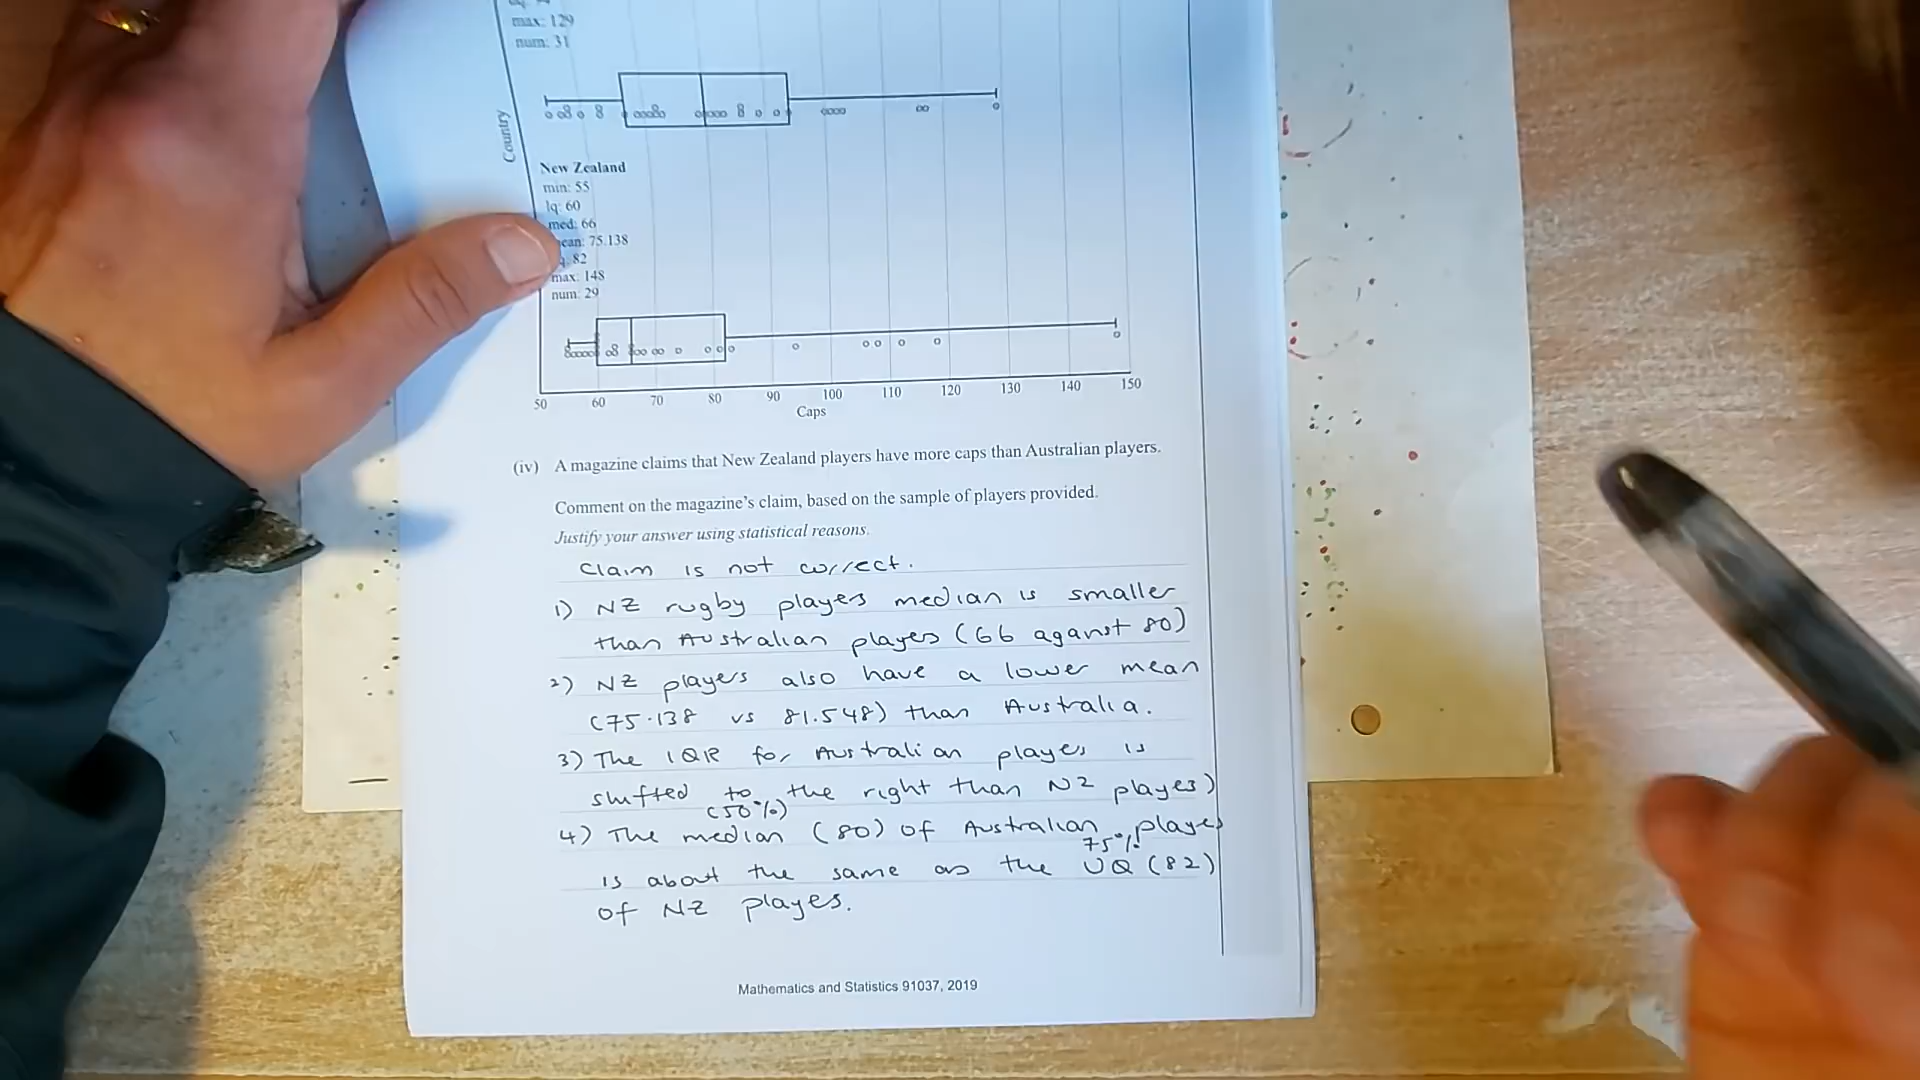 max: 129
num: 31
Country
New Zealand
min: 55
lq: 60
med: 66
ean: 75.138
q. 82
max: 148
num: 29
50 60 70 80 90 100 110 120 130 140 150
Caps
(iv) A magazine claims that New Zealand players have more caps than Australian players.
Comment on the magazine's claim, based on the sample of players provided.
Justify your answer using statistical reasons.
Claim is not correct.
1) NZ rugby players median is smaller
than Australian players (66 against 80)
2) NZ players also have a lower mean
(75.138 vs 81.548) than Australia.
3) The IQR for Australian players is
shifted to the right than NZ players)
(50%)
4) The median (80) of Australian players
75%
is about the same as the UQ (82)
of NZ players.
Mathematics and Statistics 91037, 2019